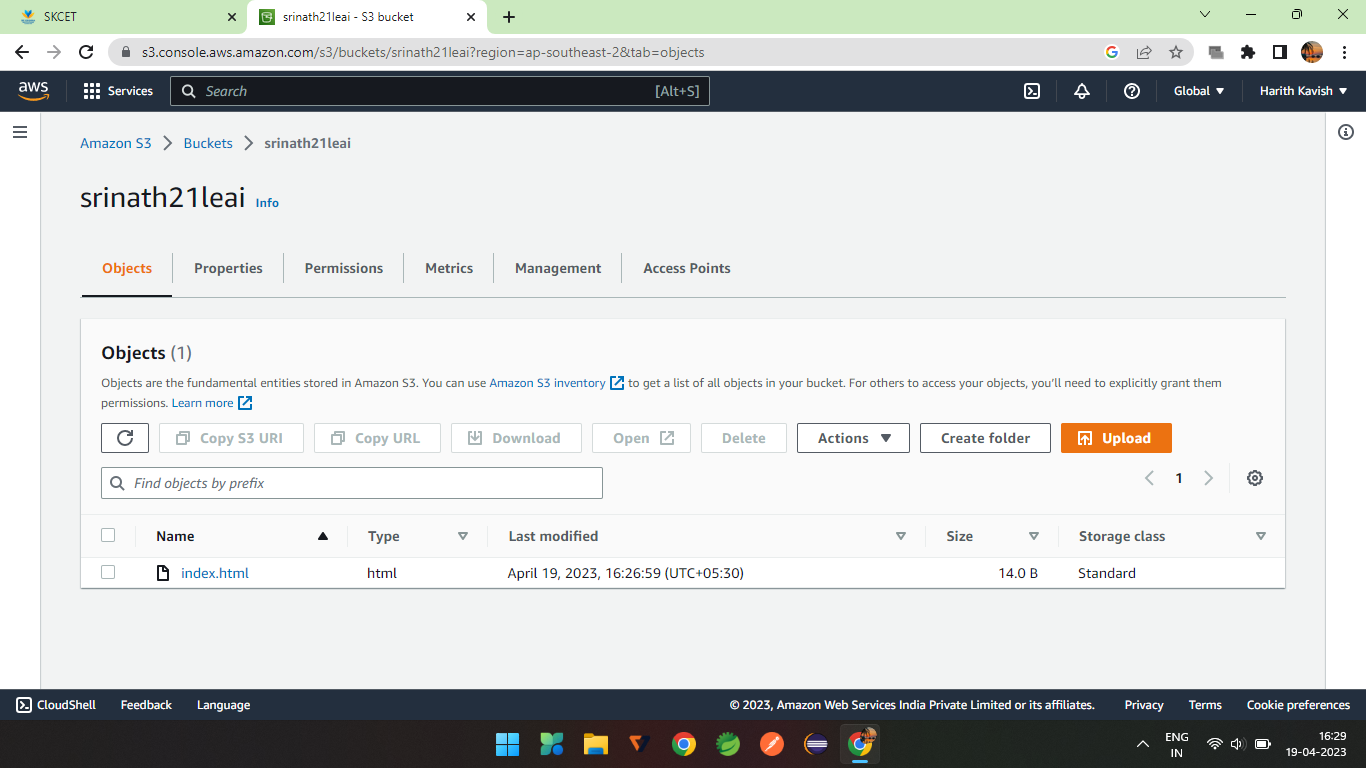 SKCET
srinath21leai - S3 bucket
s3.console.aws.amazon.com/s3/buckets/srinath21leai?region=ap-southeast-2&tab=objects
aws
Services
Search
[Alt+S]
Global
Harith Kavish
Amazon S3
Buckets
srinath21leai
srinath21leai Info
Objects
Properties
Permissions
Metrics
Management
Access Points
Objects (1)
Objects are the fundamental entities stored in Amazon S3. You can use Amazon S3 inventory to get a list of all objects in your bucket. For others to access your objects, you'll need to explicitly grant them
permissions. Learn more
Copy S3 URI
Copy URL
Download
Open
Delete
Actions
Create folder
Upload
Find objects by prefix
1
Name
Type
Last modified
Size
Storage class
index.html
html
April 19, 2023, 16:26:59 (UTC+05:30)
14.0 B
Standard
CloudShell
Feedback
Language
© 2023, Amazon Web Services India Private Limited or its affiliates.
Privacy
Terms
Cookie preferences
ENG
IN
16:29
19-04-2023